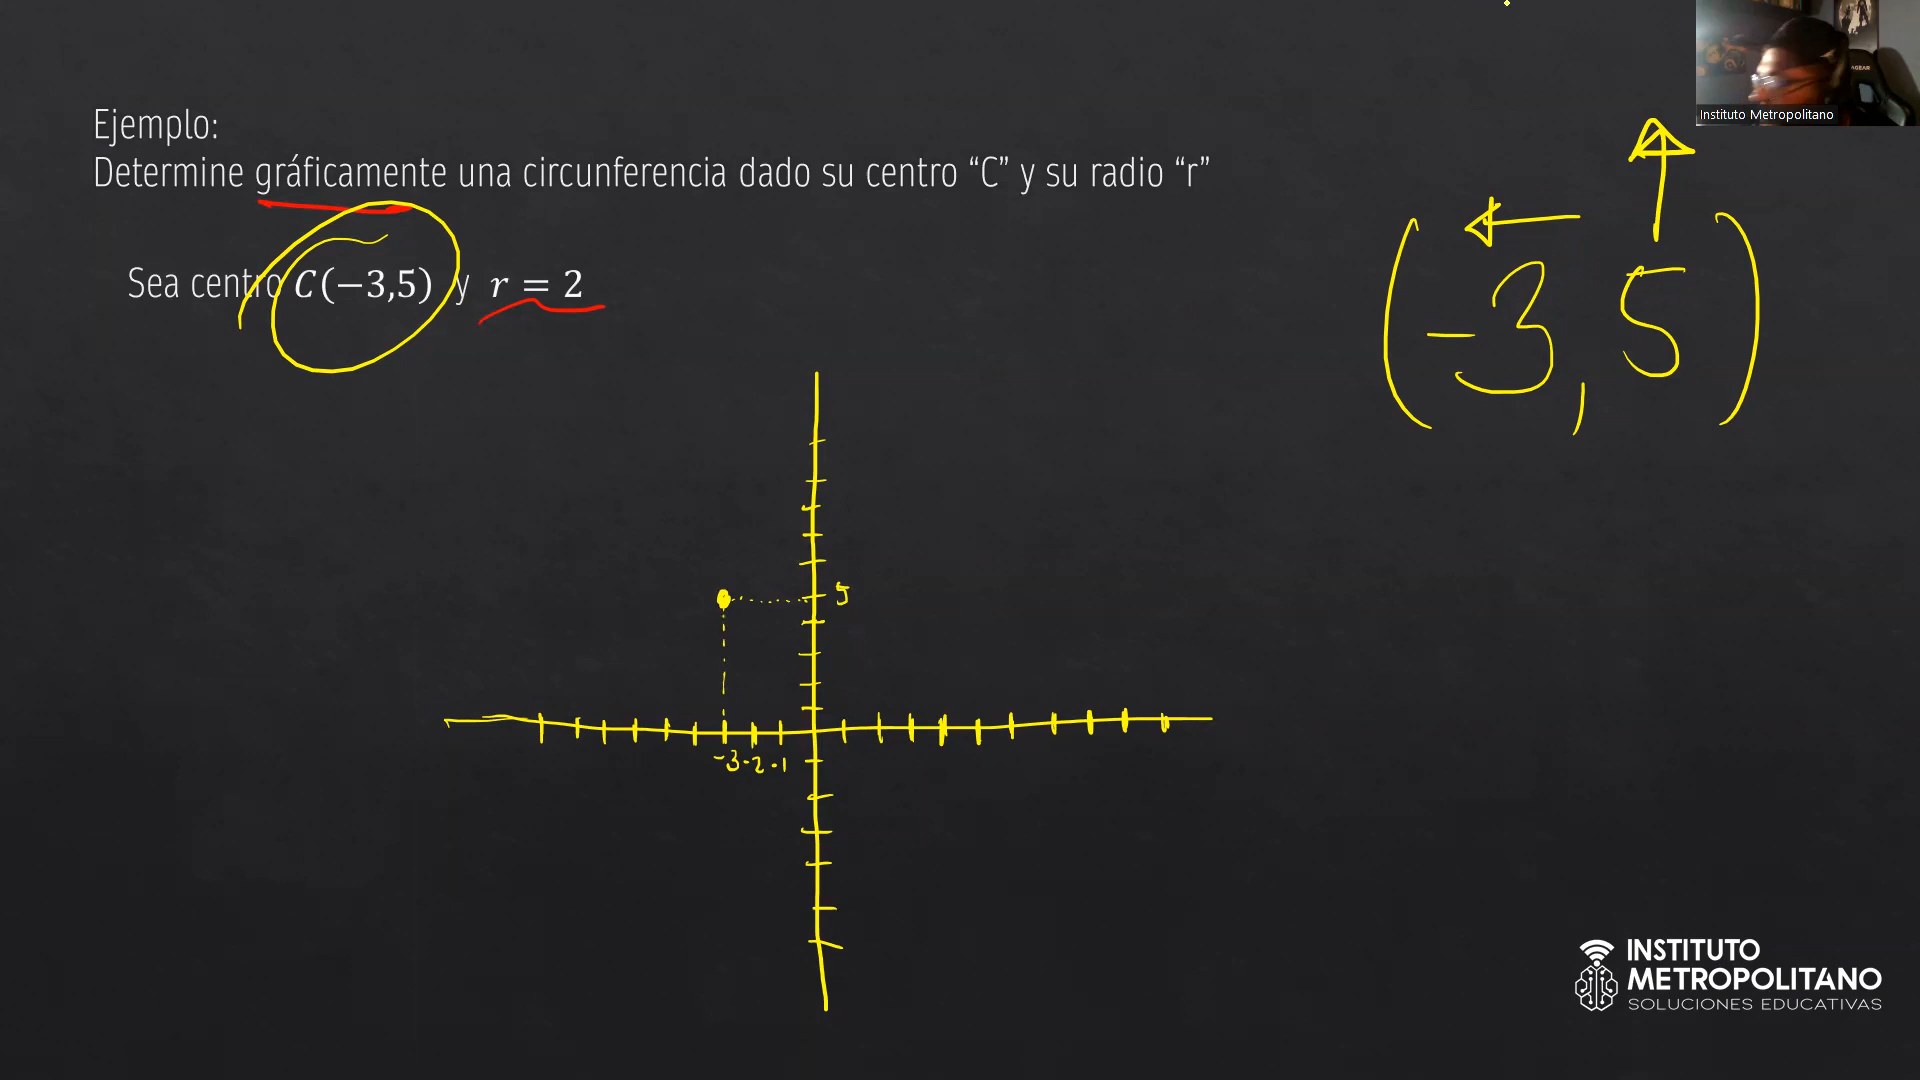 AGEAR
Instituto Metropolitano
Ejemplo:
Determine gráficamente una circunferencia dado su centro “C” y su radio “r”
Sea centro C(−3,5) y r = 2
(-3, 5)
5
-3 -2 -1
INSTITUTO
METROPOLITANO
SOLUCIONES EDUCATIVAS